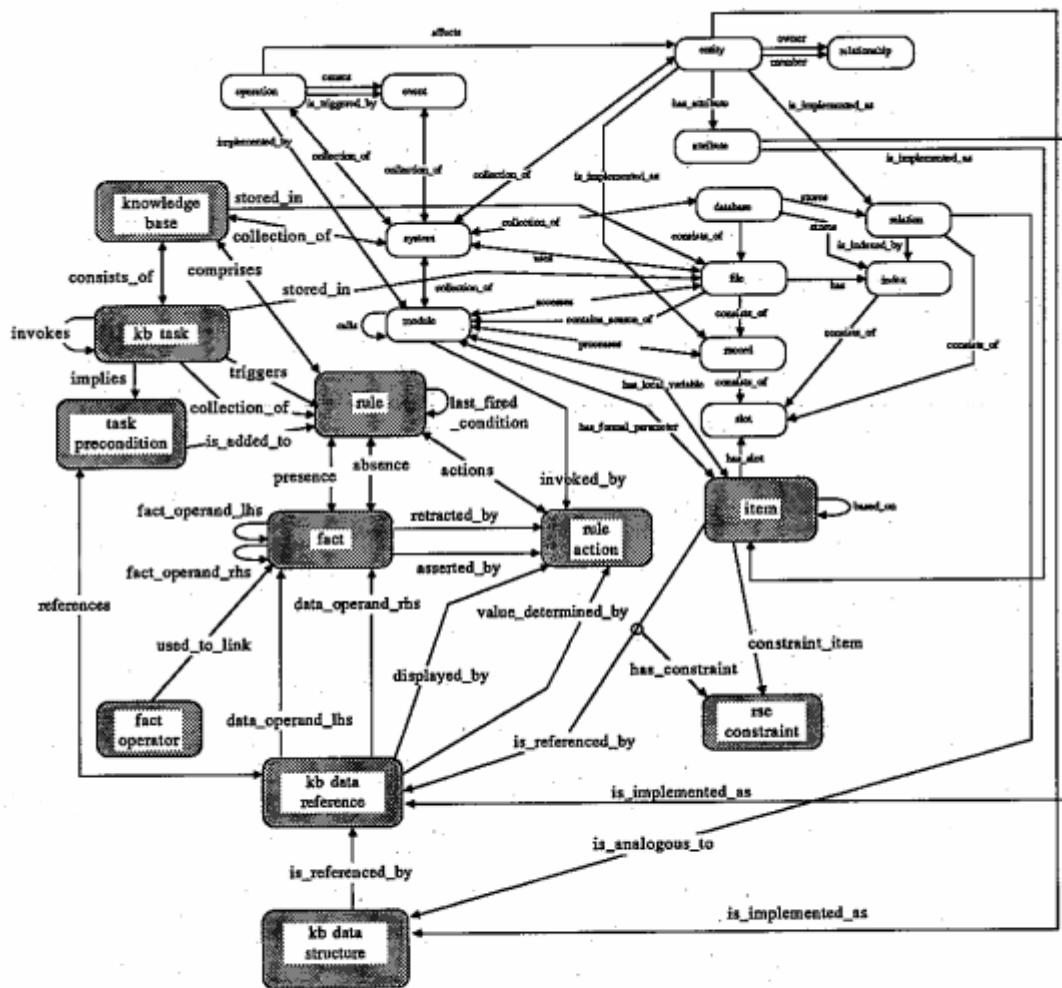 affects
entity
owner
relationship
member
operation
causes
event
is_triggered_by
has_attribute
is_implemented_as
implemented_by
attribute
is_implemented_as
collection_of
collection_of
collection_of
is_implemented_as
knowledge
base
stored_in
collection_of
database
stores
relation
stores
collection_of
system
consists_of
is_indexed_by
comprises
uses
consists_of
stored_in
collection_of
file
has
index
accesses
invokes
kb task
calls
module
contains_source_of
consists_of
consists_of
processes
record
consists_of
implies
triggers
has_local_variable
consists_of
collection_of
rule
last_fired
_condition
slot
task
precondition
is_added_to
has_formal_parameter
has_slot
presence
absence
actions
invoked_by
item
based_on
fact_operand_lhs
retracted_by
fact
rule
action
fact_operand_rhs
asserted_by
references
data_operand_rhs
value_determined_by
used_to_link
constraint_item
displayed_by
has_constraint
fact
operator
data_operand_lhs
rse
constraint
is_referenced_by
kb data
reference
is_implemented_as
is_analogous_to
is_referenced_by
is_implemented_as
kb data
structure